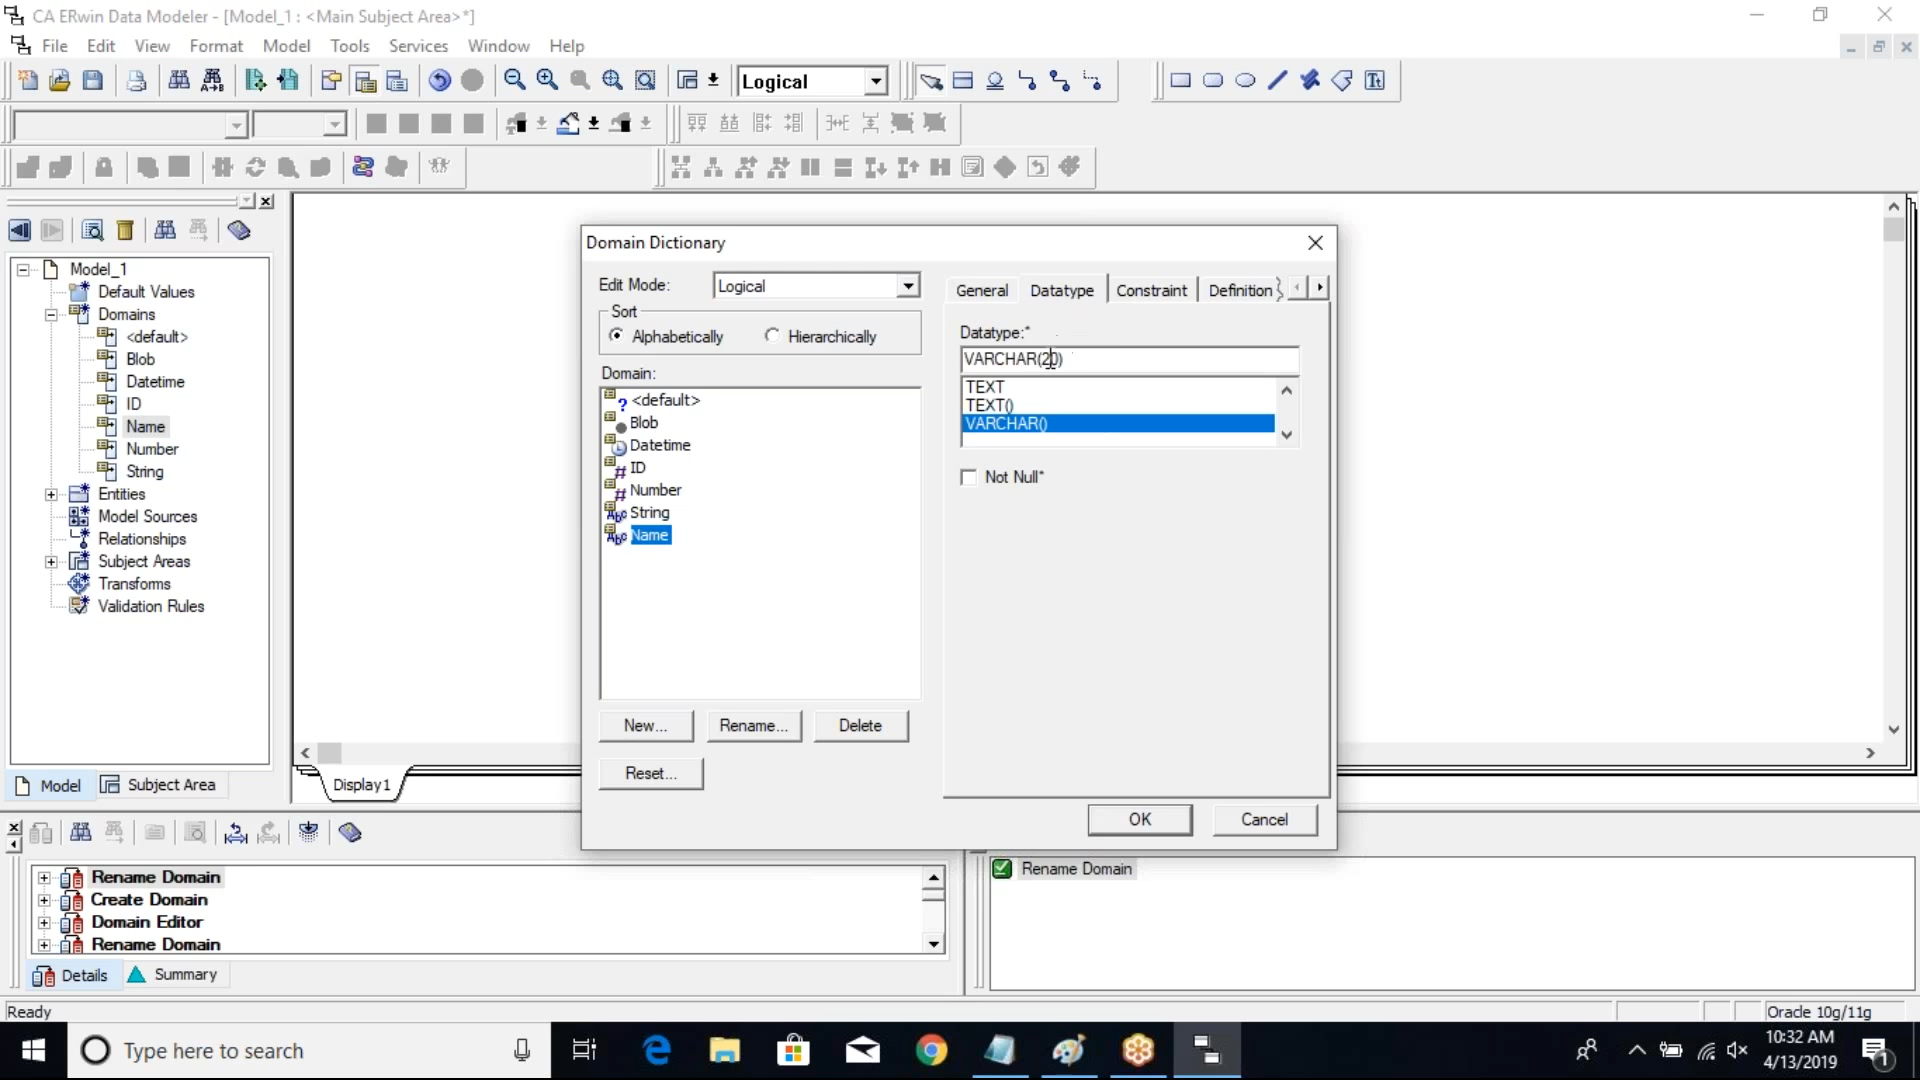 CA ERwin Data Modeler - [Model_1 : <Main Subject Area>*]
File Edit View Format Model Tools Services Window Help
Logical
Model_1
Default Values
Domains
<default>
Blob
Datetime
ID
Name
Number
String
Entities
Model Sources
Relationships
Subject Areas
Transforms
Validation Rules
Model
Subject Area
Display1
Domain Dictionary
Edit Mode:
Logical
Sort
Alphabetically
Hierarchically
Domain:
<default>
Blob
Datetime
ID
Number
String
Name
New...
Rename...
Delete
Reset...
General
Datatype
Constraint
Definition
Datatype:*
VARCHAR(20)
TEXT
TEXT()
VARCHAR()
Not Null*
OK
Cancel
Rename Domain
Create Domain
Domain Editor
Rename Domain
Details
Summary
Rename Domain
Ready
Oracle 10g/11g
Type here to search
10:32 AM
4/13/2019
1